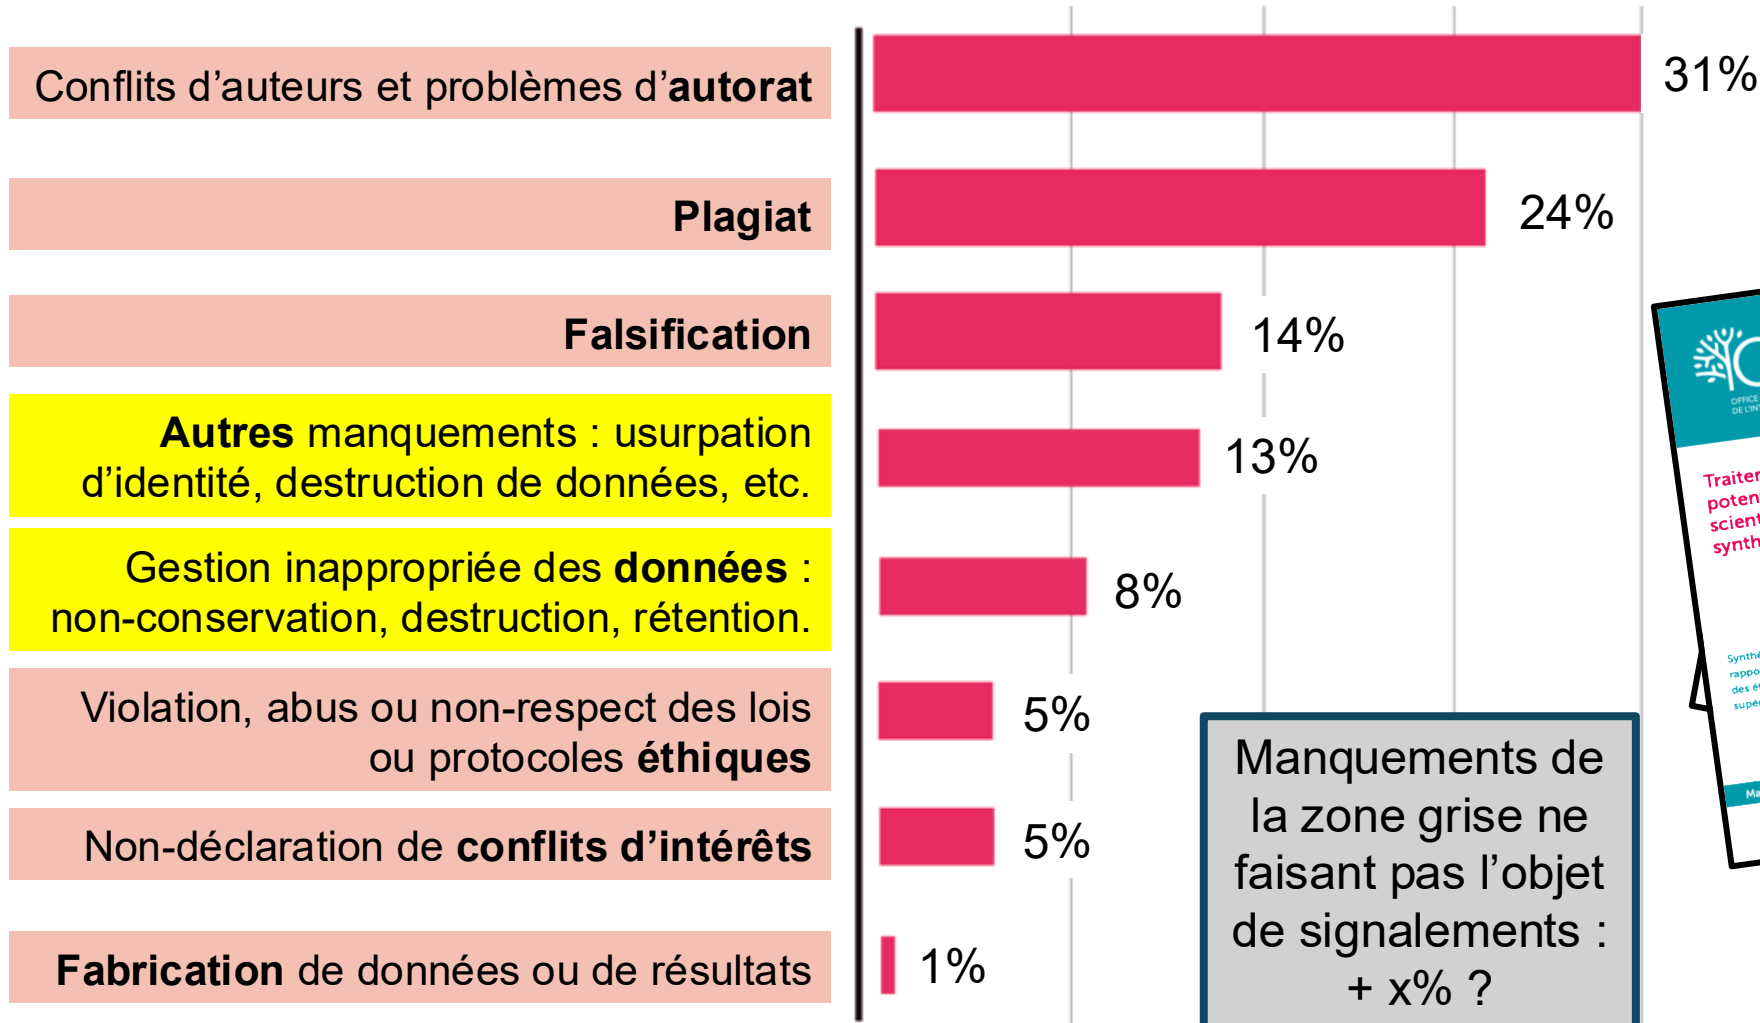 Conflits d’auteurs et problèmes d’autorat
31%
Plagiat
24%
Falsification
14%
Autres manquements : usurpation
d’identité, destruction de données, etc.
13%
Gestion inappropriée des données :
non-conservation, destruction, rétention.
8%
Violation, abus ou non-respect des lois
ou protocoles éthiques
5%
Non-déclaration de conflits d’intérêts
5%
Fabrication de données ou de résultats
1%
Manquements de
la zone grise ne
faisant pas l’objet
de signalements :
+ x% ?
OFFICE